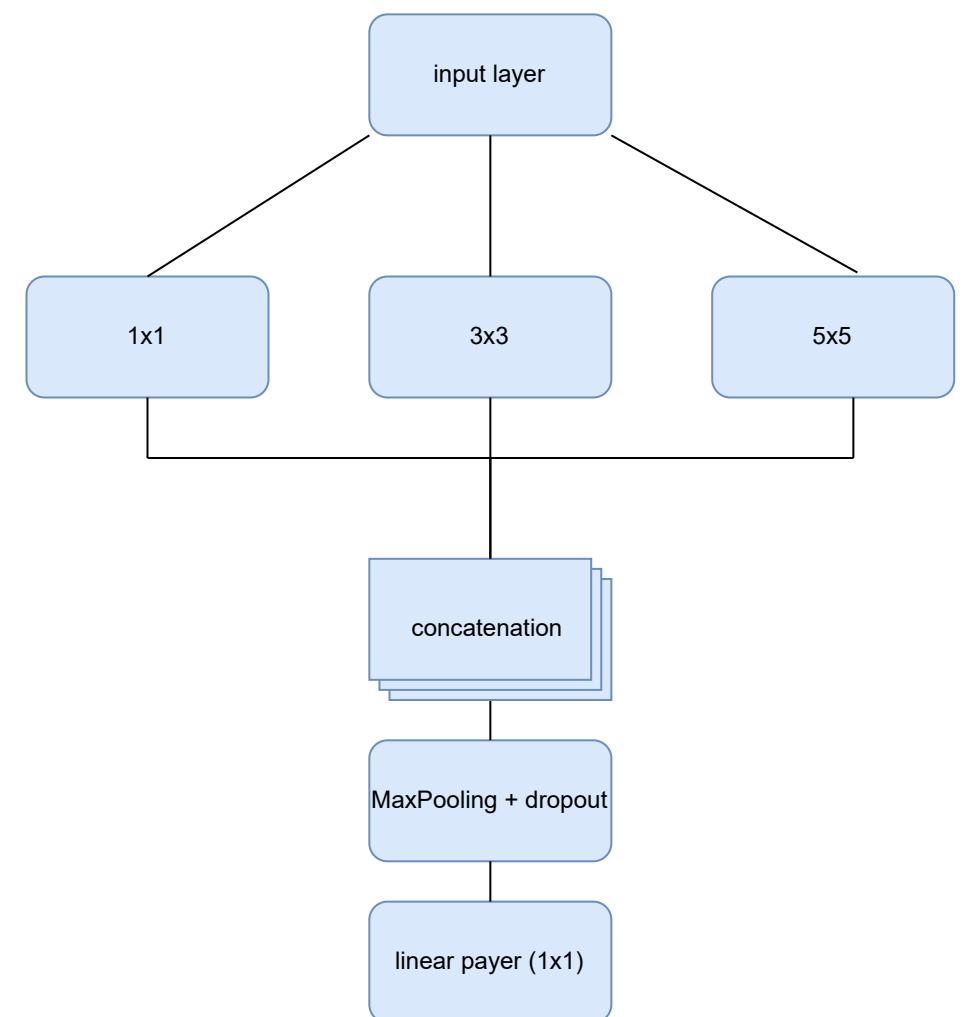 input layer
1x1
3x3
5x5
concatenation
MaxPooling + dropout
linear payer (1x1)